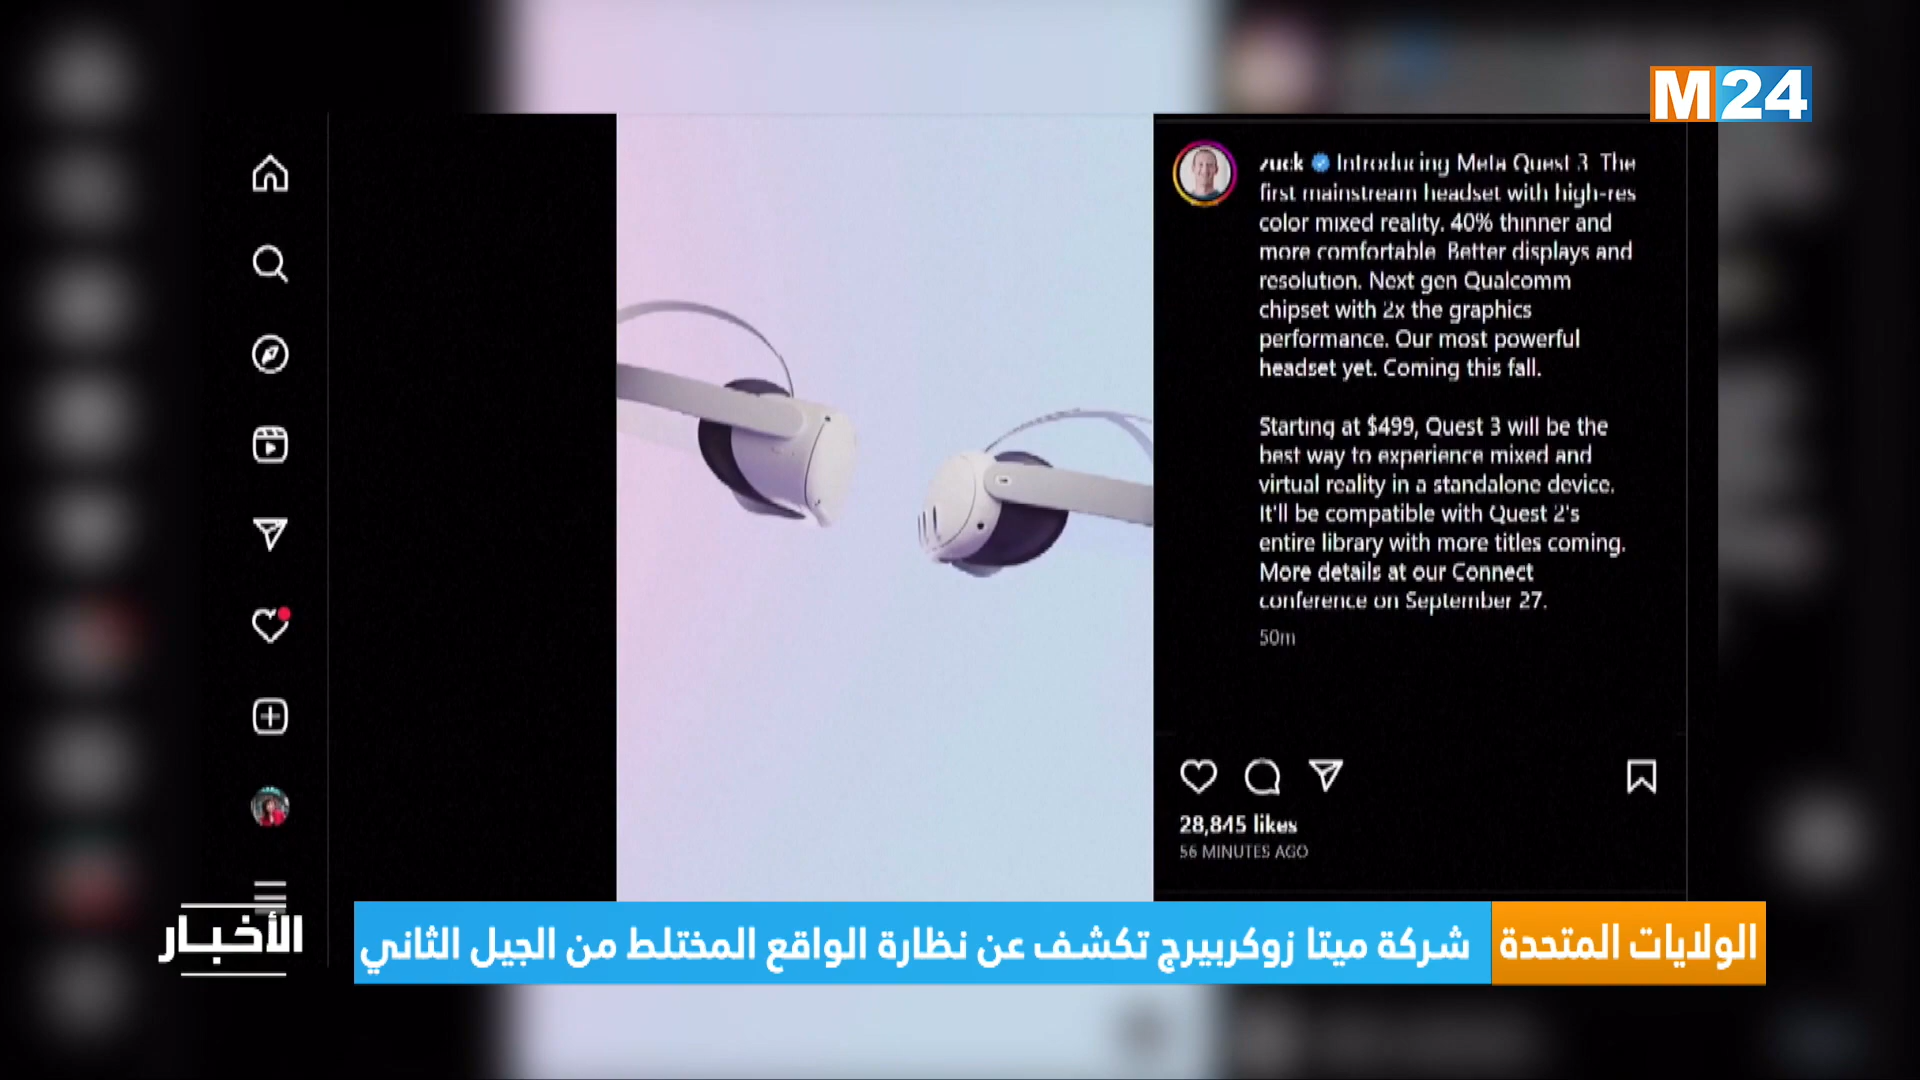 M24
zuck Introducing Meta Quest 3. The
first mainstream headset with high-res
color mixed reality. 40% thinner and
more comfortable. Better displays and
resolution. Next gen Qualcomm
chipset with 2x the graphics
performance. Our most powerful
headset yet. Coming this fall.
Starting at $499, Quest 3 will be the
best way to experience mixed and
virtual reality in a standalone device.
It'll be compatible with Quest 2's
entire library with more titles coming.
More details at our Connect
conference on September 27.
50m
28,845 likes
56 MINUTES AGO
الولايات المتحدة
شركة ميتا زوكربيرج تكشف عن نظارة الواقع المختلط من الجيل الثاني
الأخبار